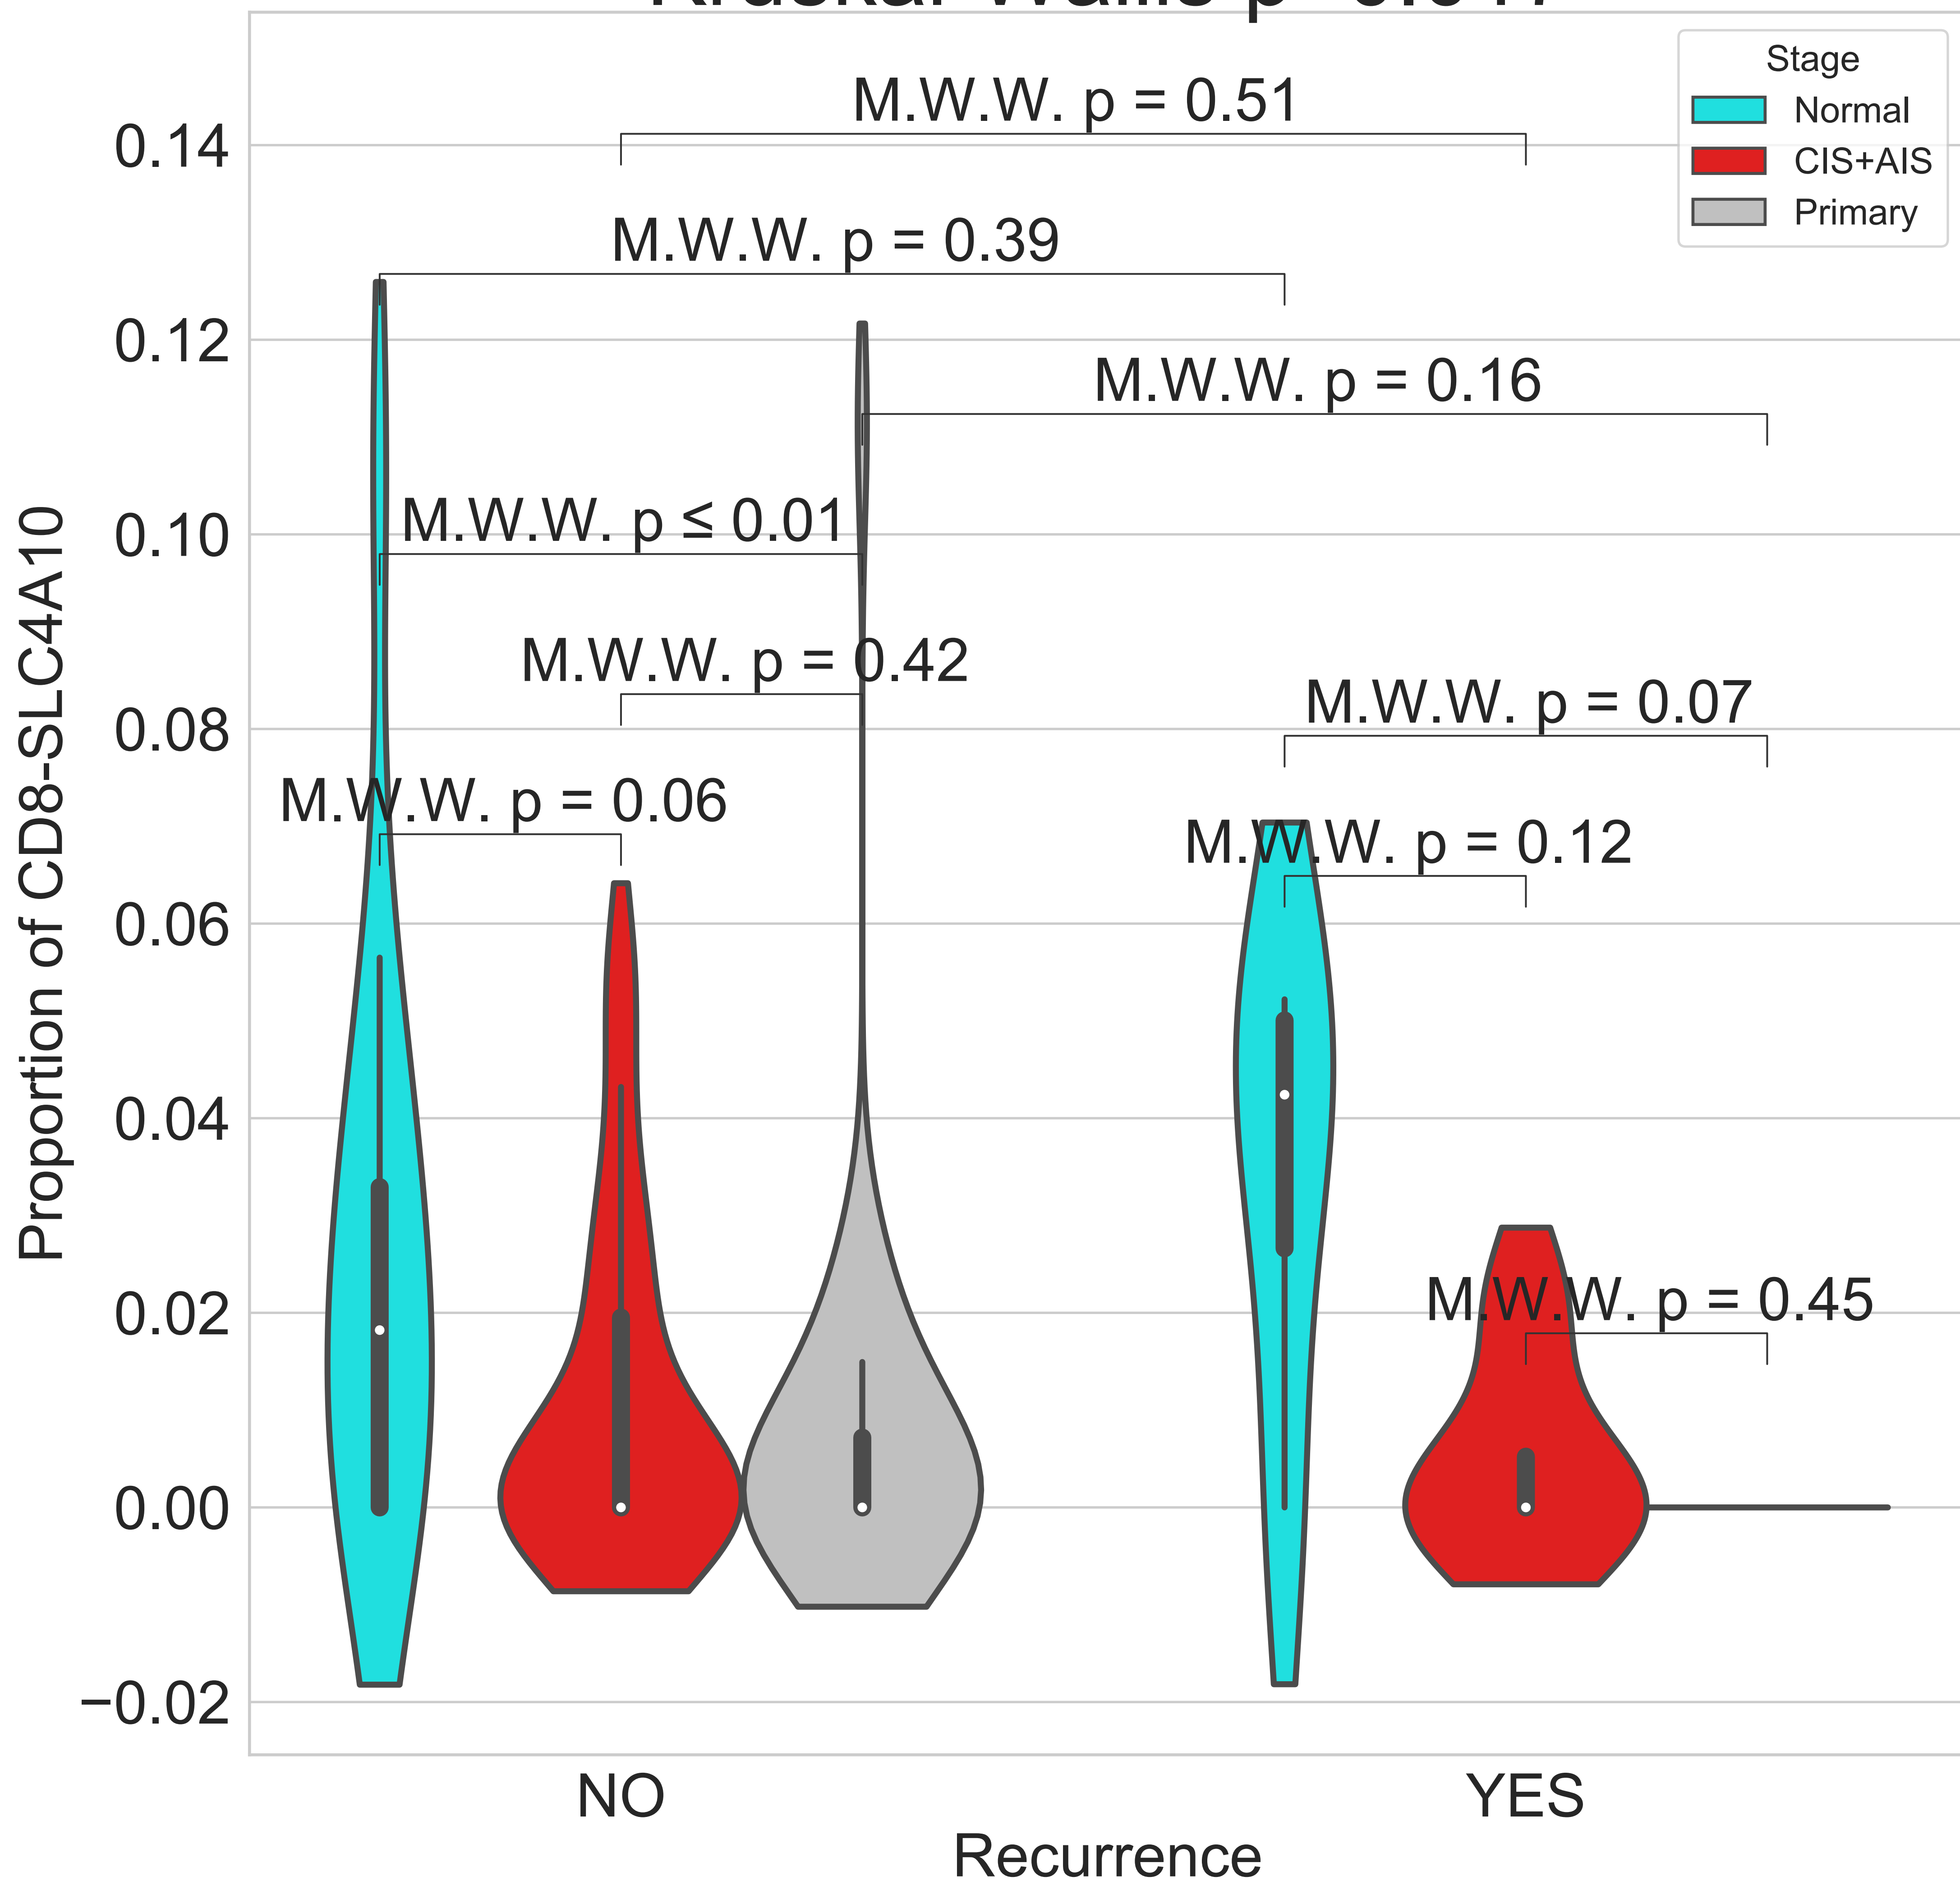 Stage
Normal
CIS+AIS
Primary
M.W.W. p = 0.51
M.W.W. p = 0.39
M.W.W. p = 0.16
M.W.W. p ≤ 0.01
M.W.W. p = 0.42
M.W.W. p = 0.07
M.W.W. p = 0.06
M.W.W. p = 0.12
M.W.W. p = 0.45
0.14
0.12
0.10
0.08
0.06
0.04
0.02
0.00
−0.02
Proportion of CD8-SLC4A10
NO
YES
Recurrence